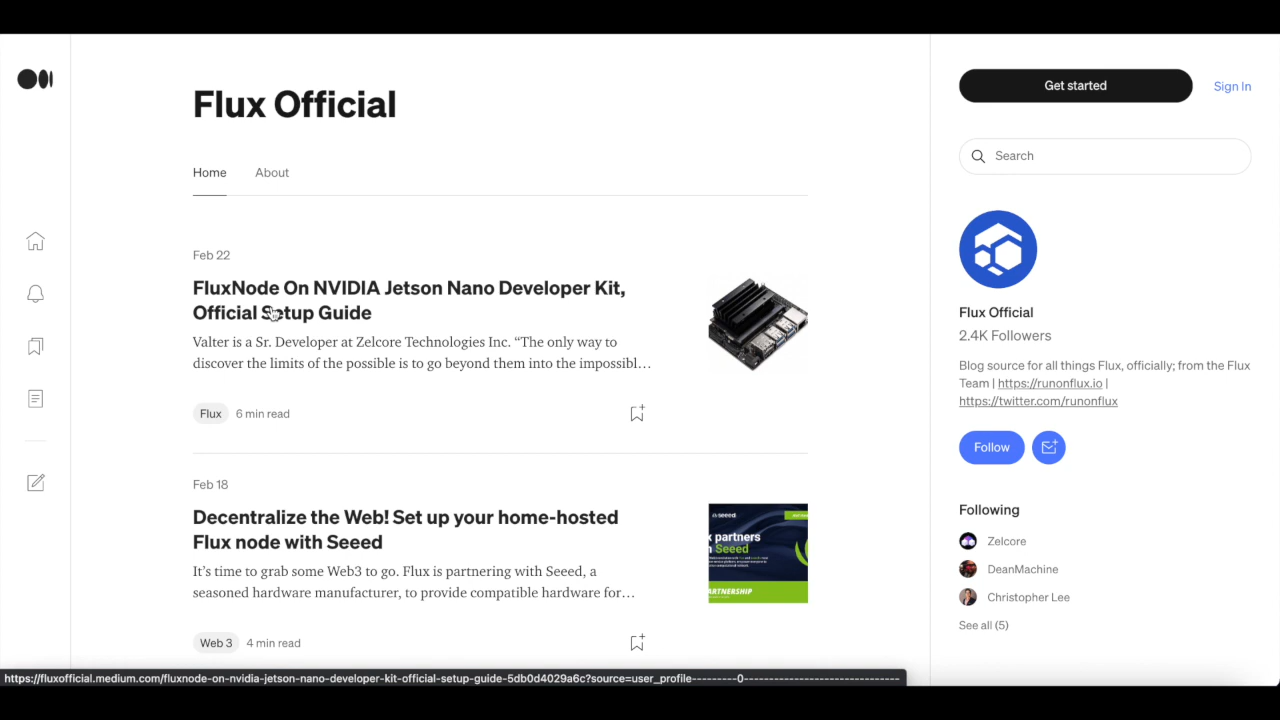 Flux Official
Home
About
Feb 22
FluxNode On NVIDIA Jetson Nano Developer Kit,
Official Setup Guide
Valter is a Sr. Developer at Zelcore Technologies Inc. “The only way to
discover the limits of the possible is to go beyond them into the impossibl…
Flux
6 min read
Feb 18
Decentralize the Web! Set up your home-hosted
Flux node with Seeed
It’s time to grab some Web3 to go. Flux is partnering with Seeed, a
seasoned hardware manufacturer, to provide compatible hardware for…
seeed
partners
Seeed
ARTNERSHIP
Web 3
4 min read
Get started
Sign In
Search
Flux Official
2.4K Followers
Blog source for all things Flux, officially; from the Flux
Team | https://runonflux.io |
https://twitter.com/runonflux
Follow
Following
Zelcore
DeanMachine
Christopher Lee
See all (5)
https://fluxofficial.medium.com/fluxnode-on-nvidia-jetson-nano-developer-kit-official-setup-guide-5db0d4029a6c?source=user_profile---------0-------------------------------